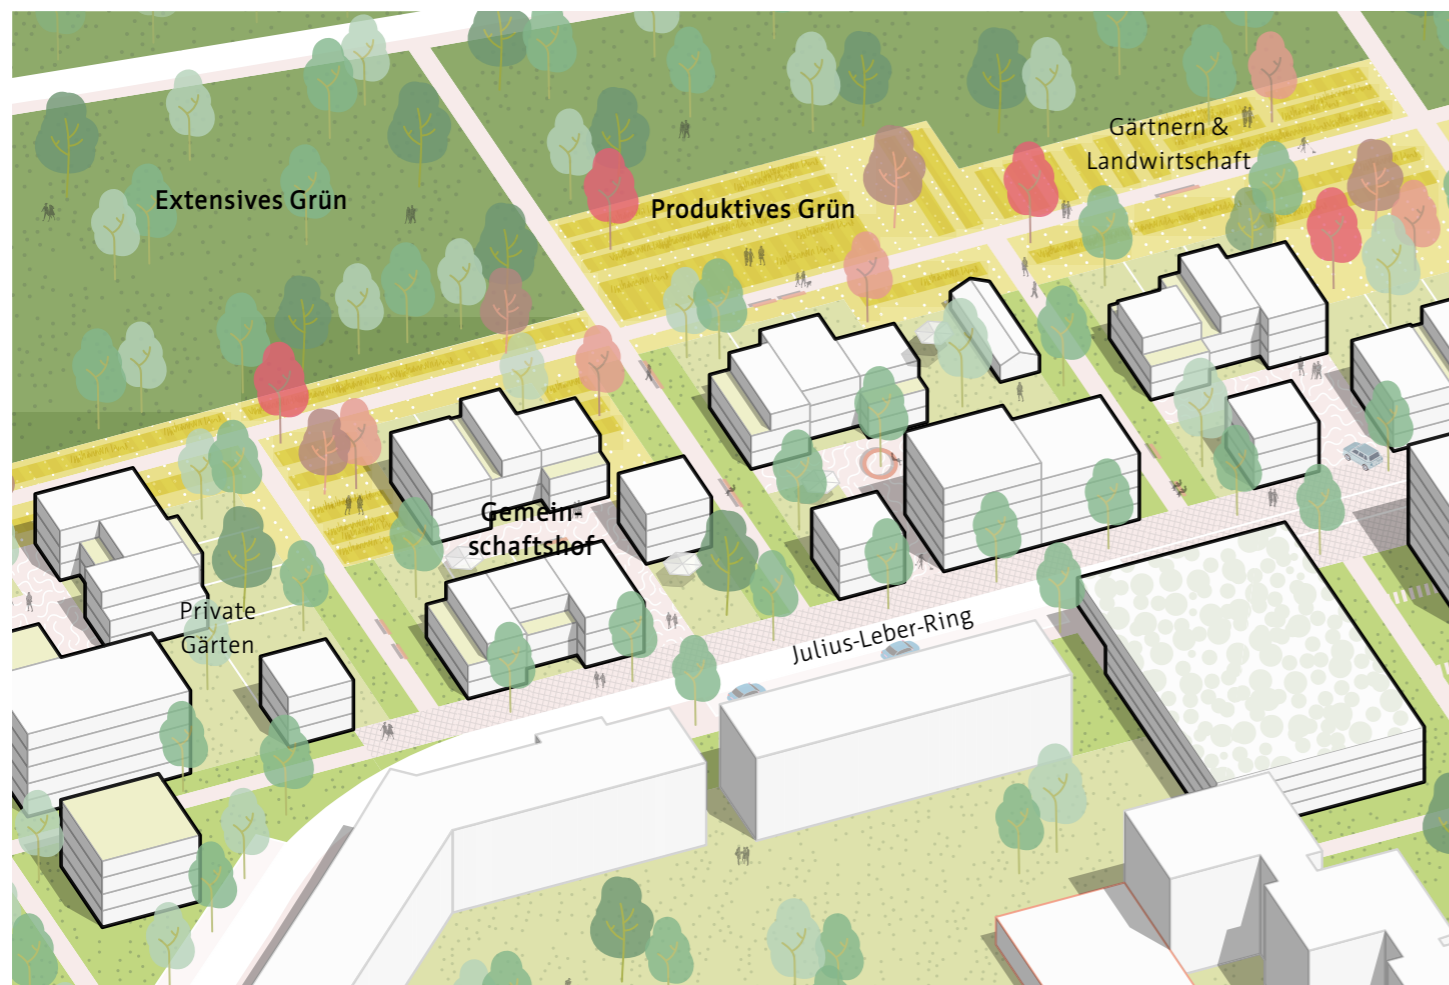 Gärtnern &
Landwirtschaft
Extensives Grün
Produktives Grün
Gemein-
schaftshof
Private
Gärten
Julius-Leber-Ring